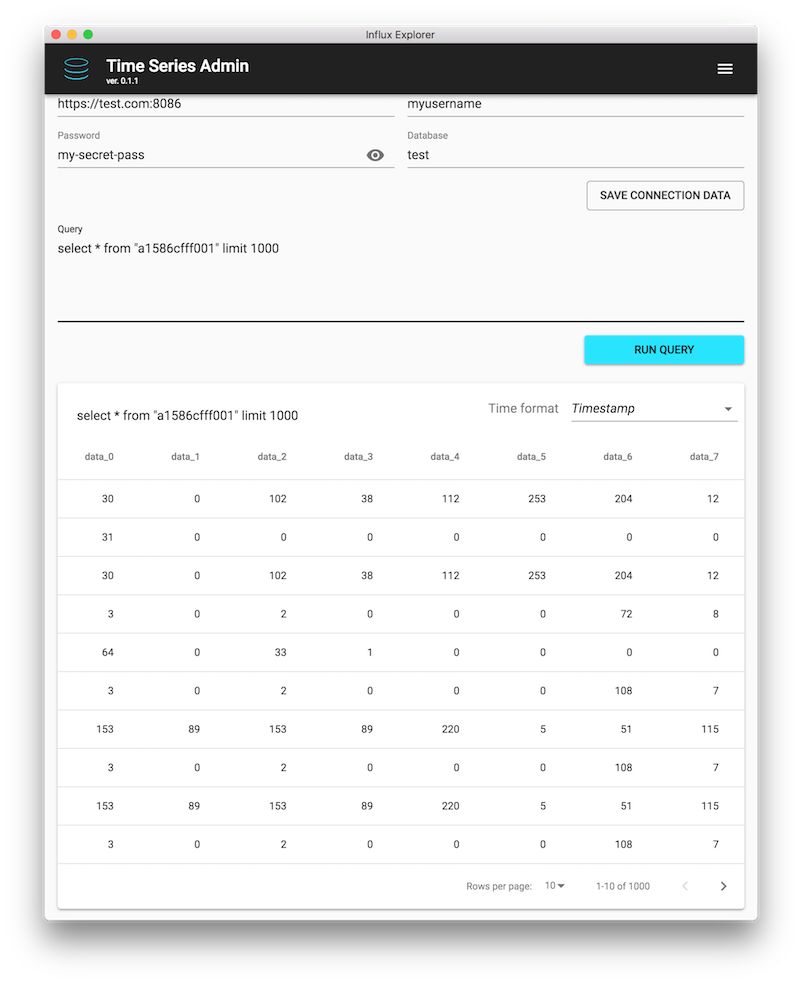 Influx Explorer
Time Series Admin
ver. 0.1.1
https://test.com:8086 myusername
Password Database
my-secret-pass test
SAVE CONNECTION DATA
Query
select * from "a1586cfff001" limit 1000
RUN QUERY
select * from "a1586cfff001" limit 1000 Time format Timestamp
data_0 data_1 data_2 data_3 data_4 data_5 data_6 data_7
30 0 102 38 112 253 204 12
31 0 0 0 0 0 0 0
30 0 102 38 112 253 204 12
3 0 2 0 0 0 72 8
64 0 33 1 0 0 0 0
3 0 2 0 0 0 108 7
153 89 153 89 220 5 51 115
3 0 2 0 0 0 108 7
153 89 153 89 220 5 51 115
3 0 2 0 0 0 108 7
Rows per page: 10 1-10 of 1000